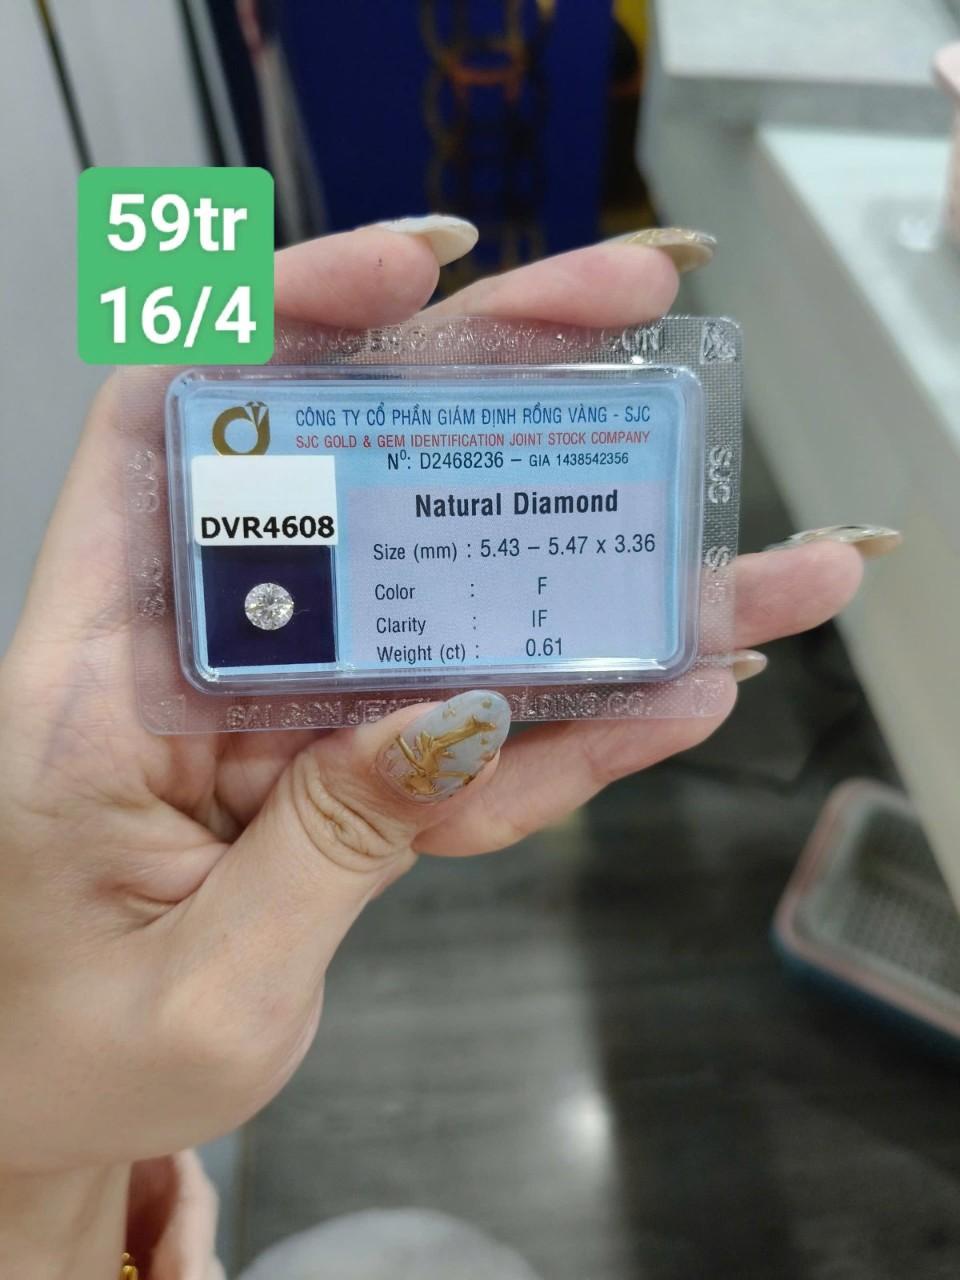 59tr
16/4
CÔNG TY CỔ PHẦN GIÁM ĐỊNH RỒNG VÀNG - SJC
SJC GOLD & GEM IDENTIFICATION JOINT STOCK COMPANY
Nº: D2468236 – GIA 1438542356
DVR4608
Natural Diamond
Size (mm) : 5.43 – 5.47 x 3.36
Color : F
Clarity : IF
Weight (ct) : 0.61
SJC